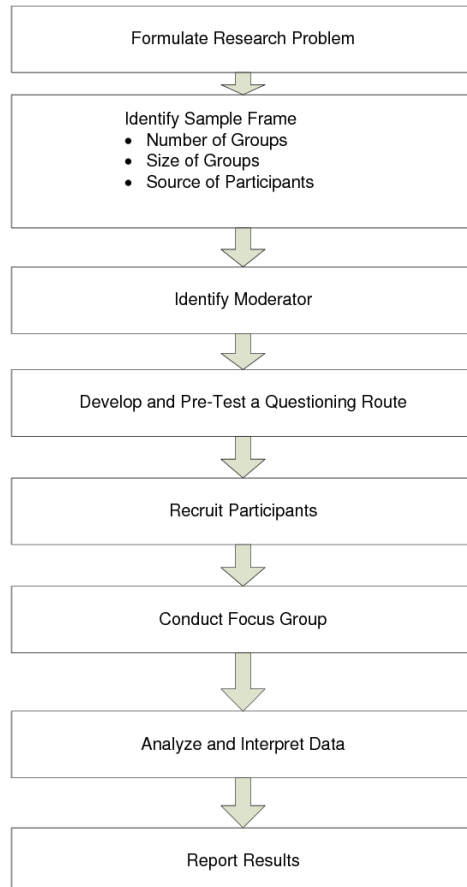 Formulate Research Problem
Identify Sample Frame
• Number of Groups
• Size of Groups
• Source of Participants
Identify Moderator
Develop and Pre-Test a Questioning Route
Recruit Participants
Conduct Focus Group
Analyze and Interpret Data
Report Results